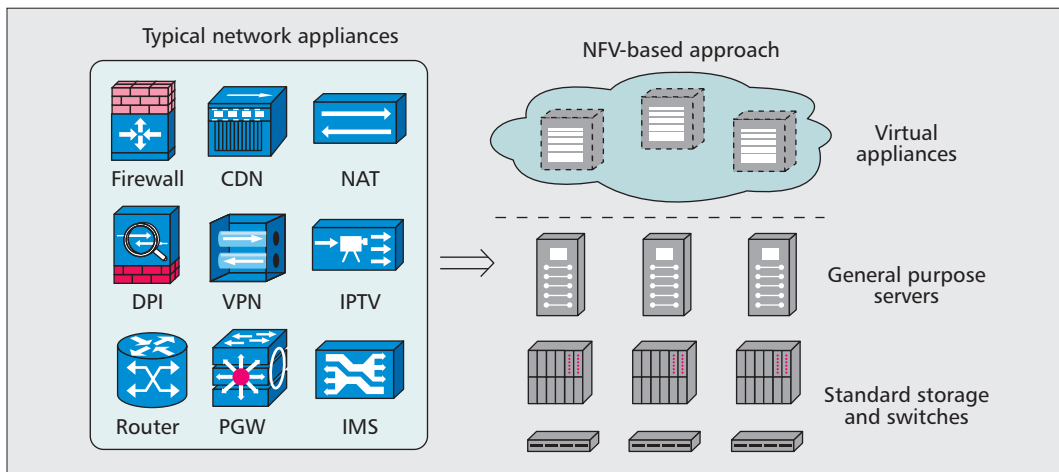 Typical network appliances
Firewall
CDN
NAT
DPI
VPN
IPTV
Router
PGW
IMS
NFV-based approach
Virtual
appliances
General purpose
servers
Standard storage
and switches